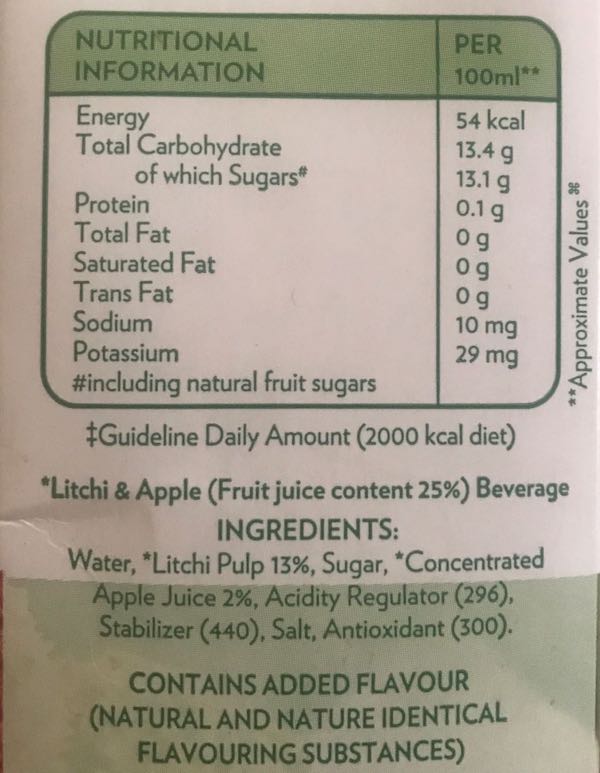 NUTRITIONAL INFORMATION PER 100ml**
Energy 54 kcal
Total Carbohydrate 13.4 g
of which Sugars# 13.1 g
Protein 0.1 g
Total Fat 0 g
Saturated Fat 0 g
Trans Fat 0 g
Sodium 10 mg
Potassium 29 mg
#including natural fruit sugars
**Approximate Values ⌘
‡Guideline Daily Amount (2000 kcal diet)
*Litchi & Apple (Fruit juice content 25%) Beverage
INGREDIENTS:
Water, *Litchi Pulp 13%, Sugar, *Concentrated
Apple Juice 2%, Acidity Regulator (296),
Stabilizer (440), Salt, Antioxidant (300).
CONTAINS ADDED FLAVOUR
(NATURAL AND NATURE IDENTICAL
FLAVOURING SUBSTANCES)